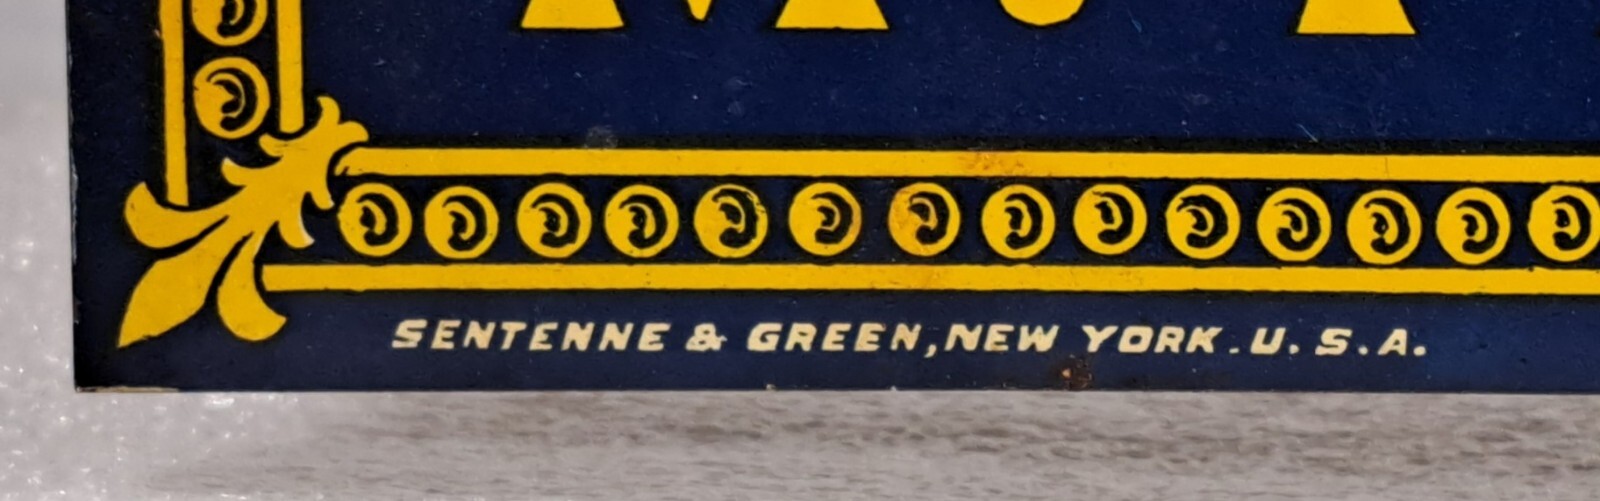 SENTENNE & GREEN, NEW YORK. U. S. A.